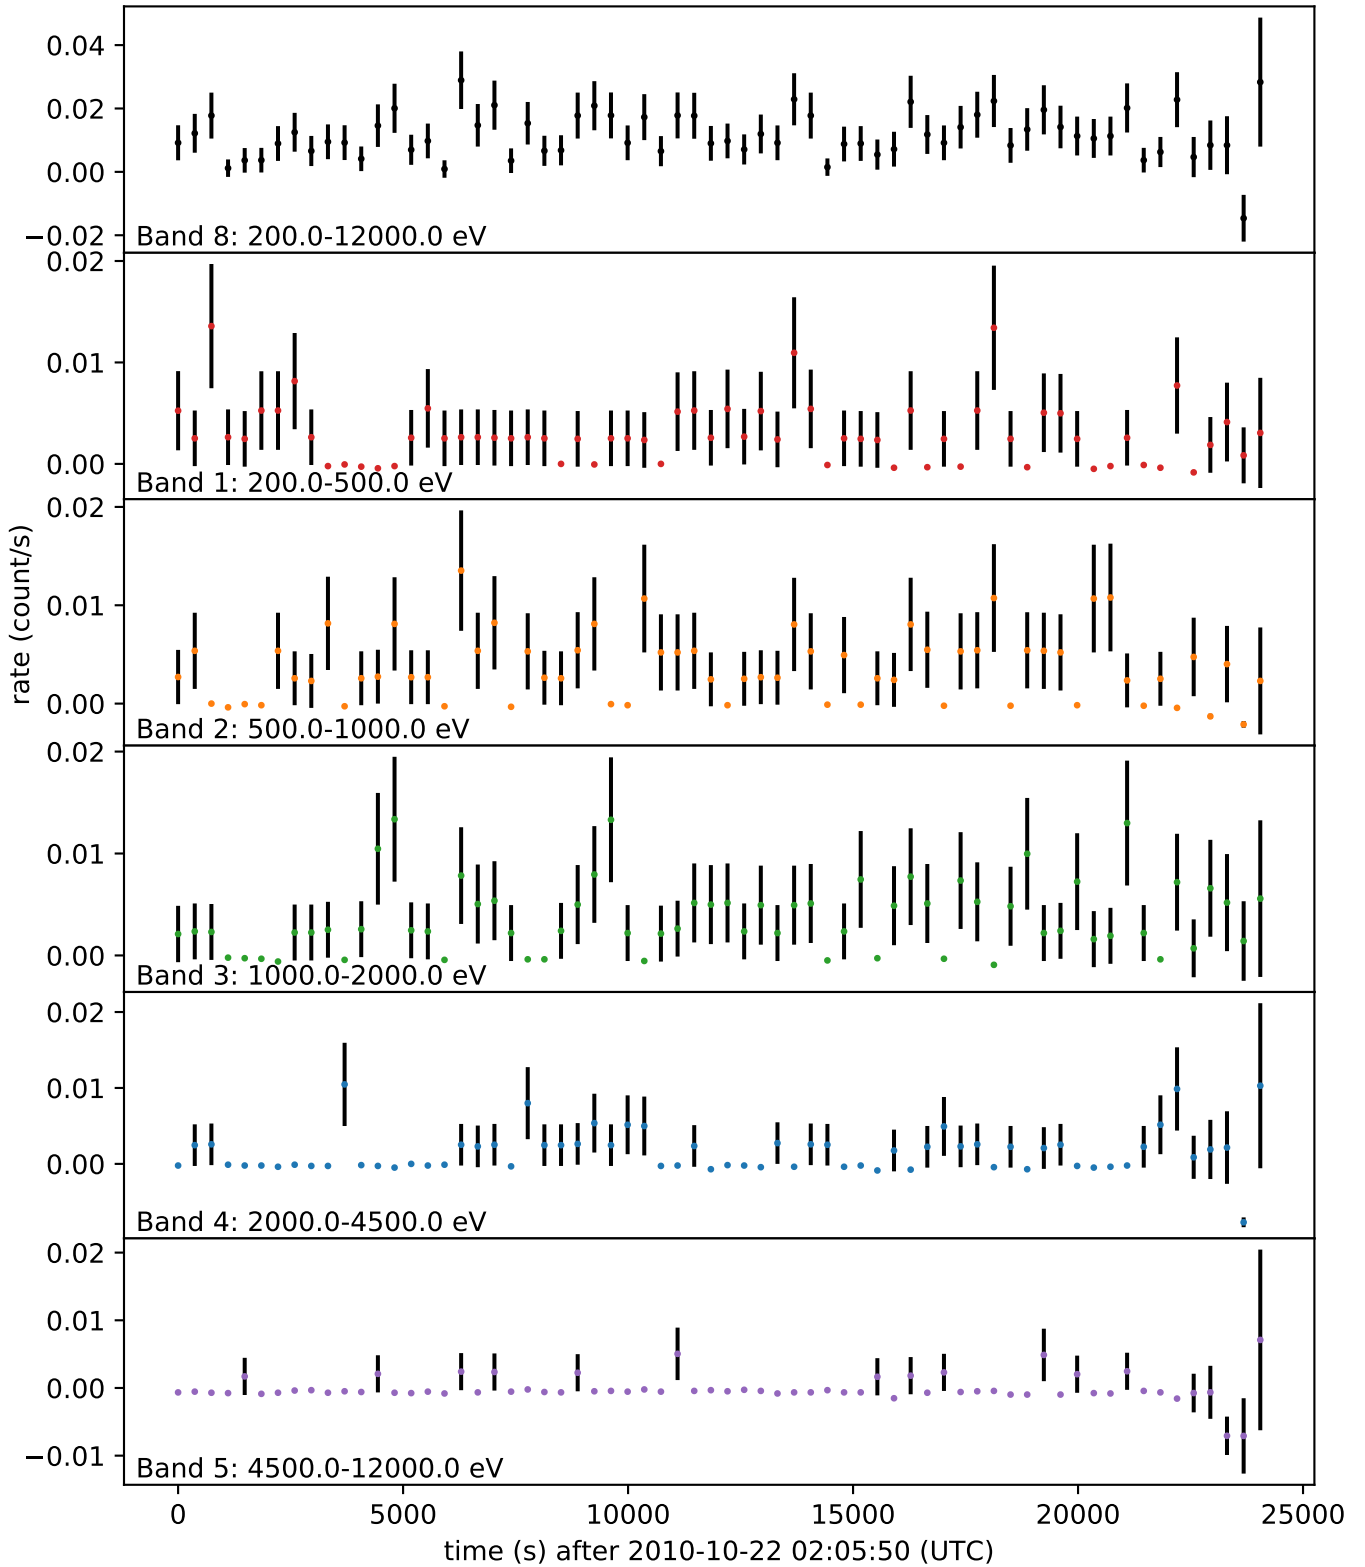 0.04
0.02
0.00
−0.02
Band 8: 200.0-12000.0 eV
0.02
0.01
0.00
Band 1: 200.0-500.0 eV
0.02
0.01
0.00
Band 2: 500.0-1000.0 eV
rate (count/s)
0.02
0.01
0.00
Band 3: 1000.0-2000.0 eV
0.02
0.01
0.00
Band 4: 2000.0-4500.0 eV
0.02
0.01
0.00
−0.01
Band 5: 4500.0-12000.0 eV
0 5000 10000 15000 20000 25000
time (s) after 2010-10-22 02:05:50 (UTC)